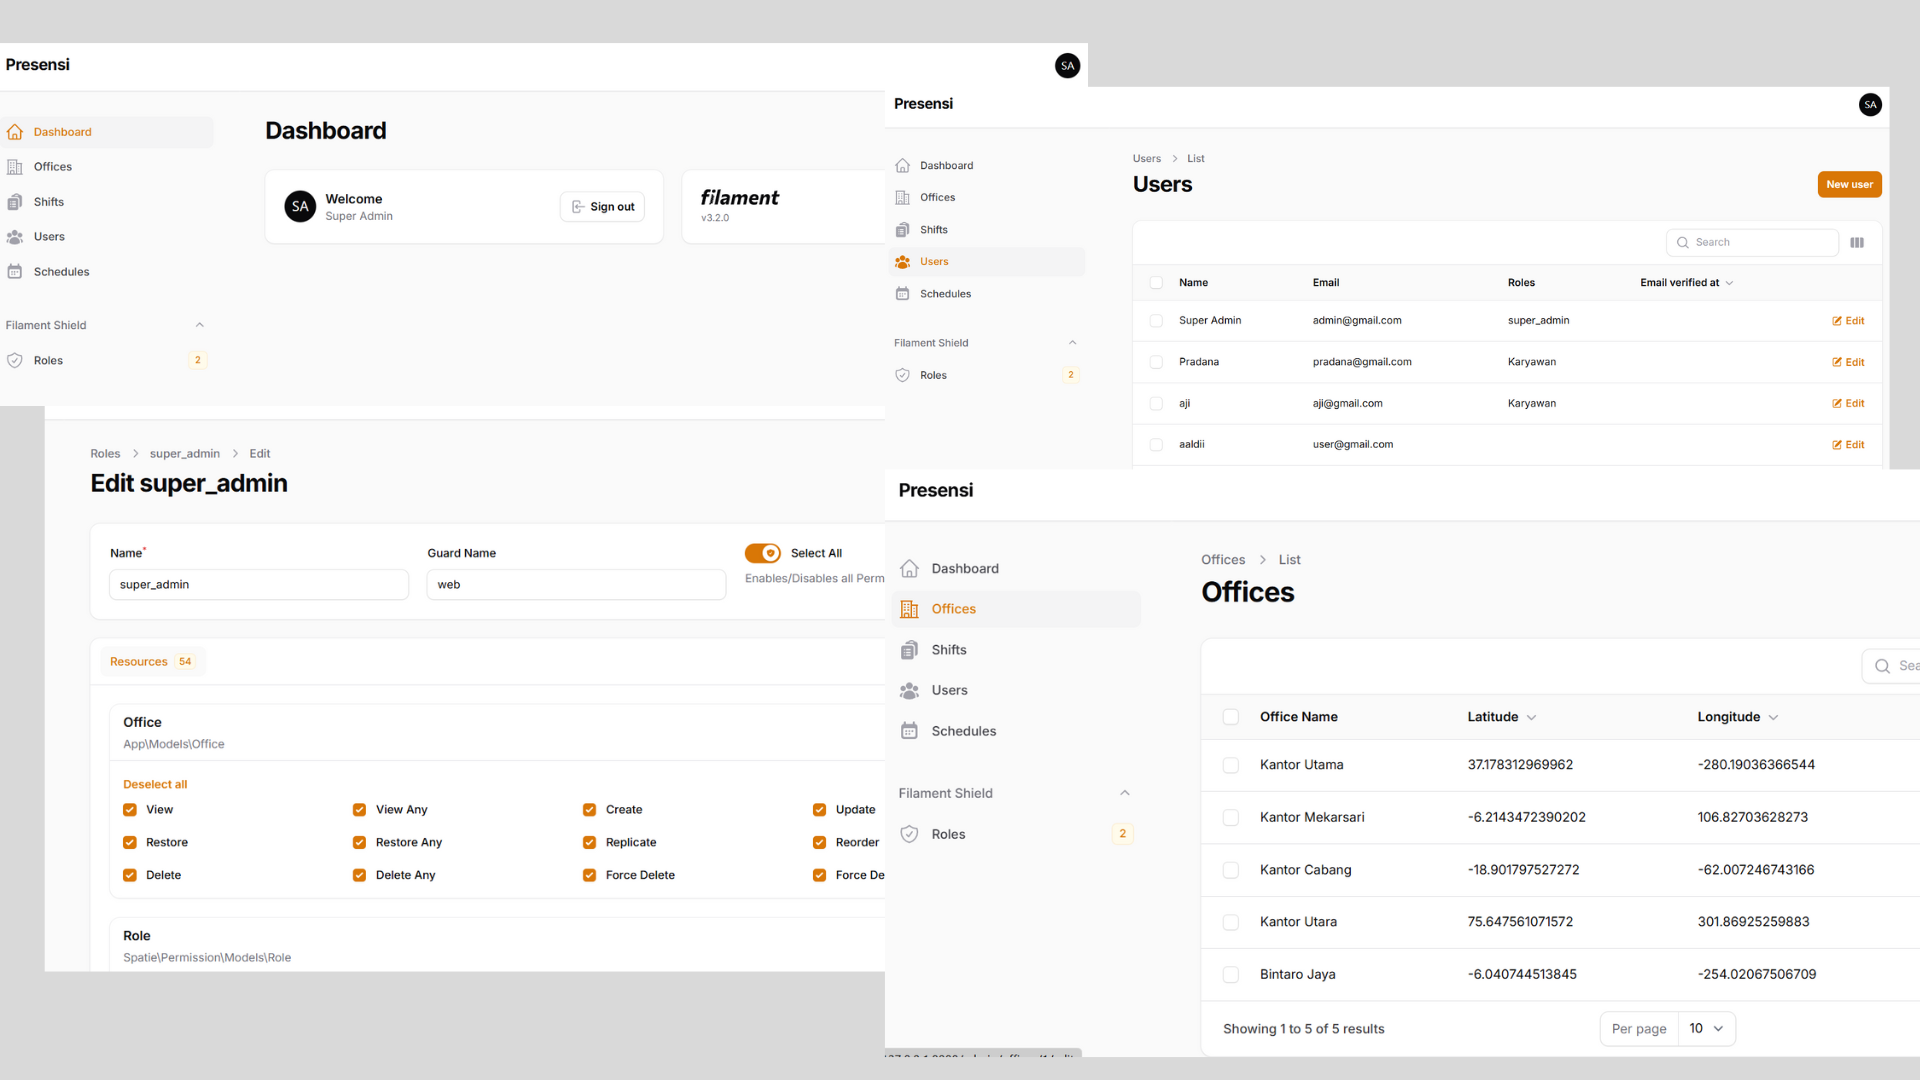 Presensi
SA
Dashboard
Offices
Shifts
Users
Schedules
Filament Shield
Roles 2
Dashboard
SA Welcome
Super Admin
Sign out
filament
v3.2.0
Presensi
SA
Dashboard
Offices
Shifts
Users
Schedules
Filament Shield
Roles 2
Users > List
Users
New user
Search
Name Email Roles Email verified at
Super Admin admin@gmail.com super_admin Edit
Pradana pradana@gmail.com Karyawan Edit
aji aji@gmail.com Karyawan Edit
aaldii user@gmail.com Edit
Roles > super_admin > Edit
Edit super_admin
Name* Guard Name Select All
super_admin web Enables/Disables all Perm
Resources 54
Office
App\Models\Office
Deselect all
View View Any Create Update
Restore Restore Any Replicate Reorder
Delete Delete Any Force Delete Force De
Role
Spatie\Permission\Models\Role
Presensi
Dashboard
Offices
Shifts
Users
Schedules
Filament Shield
Roles 2
Offices > List
Offices
Sea
Office Name Latitude Longitude
Kantor Utama 37.178312969962 -280.19036366544
Kantor Mekarsari -6.2143472390202 106.82703628273
Kantor Cabang -18.901797527272 -62.007246743166
Kantor Utara 75.647561071572 301.86925259883
Bintaro Jaya -6.040744513845 -254.02067506709
Showing 1 to 5 of 5 results
Per page 10